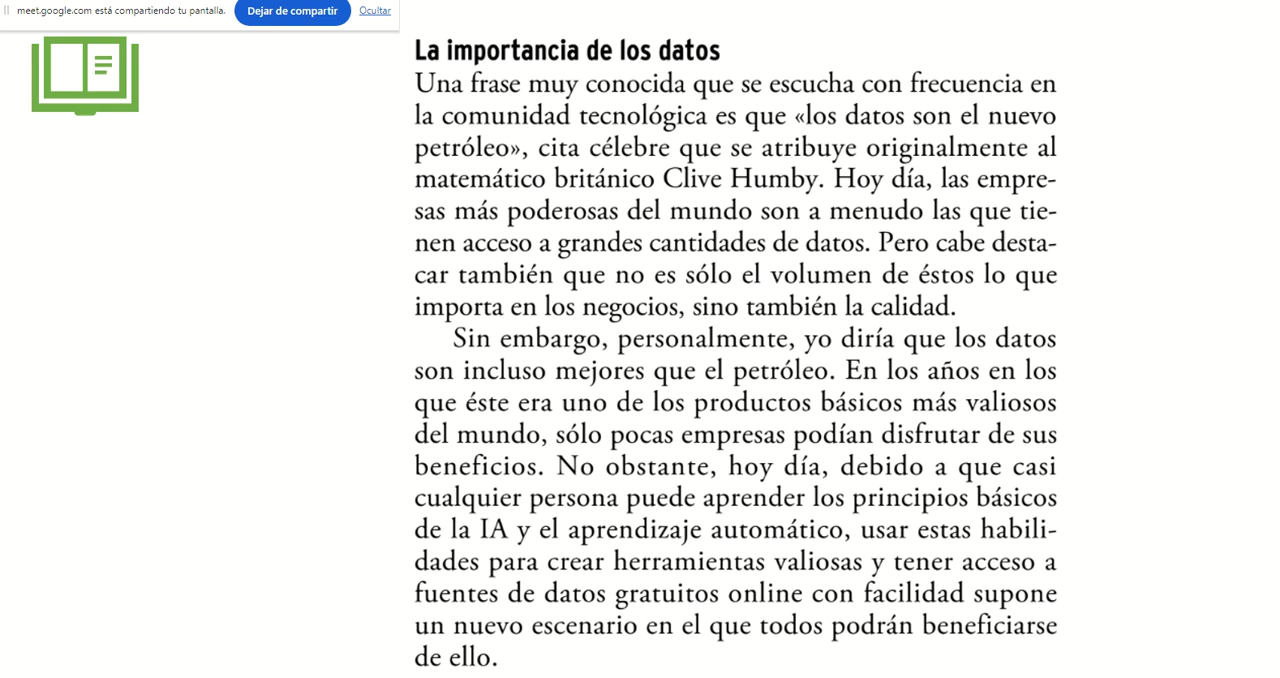 meet.google.com está compartiendo tu pantalla.
Dejar de compartir
Ocultar
La importancia de los datos
Una frase muy conocida que se escucha con frecuencia en
la comunidad tecnológica es que «los datos son el nuevo
petróleo», cita célebre que se atribuye originalmente al
matemático británico Clive Humby. Hoy día, las empre-
sas más poderosas del mundo son a menudo las que tie-
nen acceso a grandes cantidades de datos. Pero cabe desta-
car también que no es sólo el volumen de éstos lo que
importa en los negocios, sino también la calidad.
Sin embargo, personalmente, yo diría que los datos
son incluso mejores que el petróleo. En los años en los
que éste era uno de los productos básicos más valiosos
del mundo, sólo pocas empresas podían disfrutar de sus
beneficios. No obstante, hoy día, debido a que casi
cualquier persona puede aprender los principios básicos
de la IA y el aprendizaje automático, usar estas habili-
dades para crear herramientas valiosas y tener acceso a
fuentes de datos gratuitos online con facilidad supone
un nuevo escenario en el que todos podrán beneficiarse
de ello.